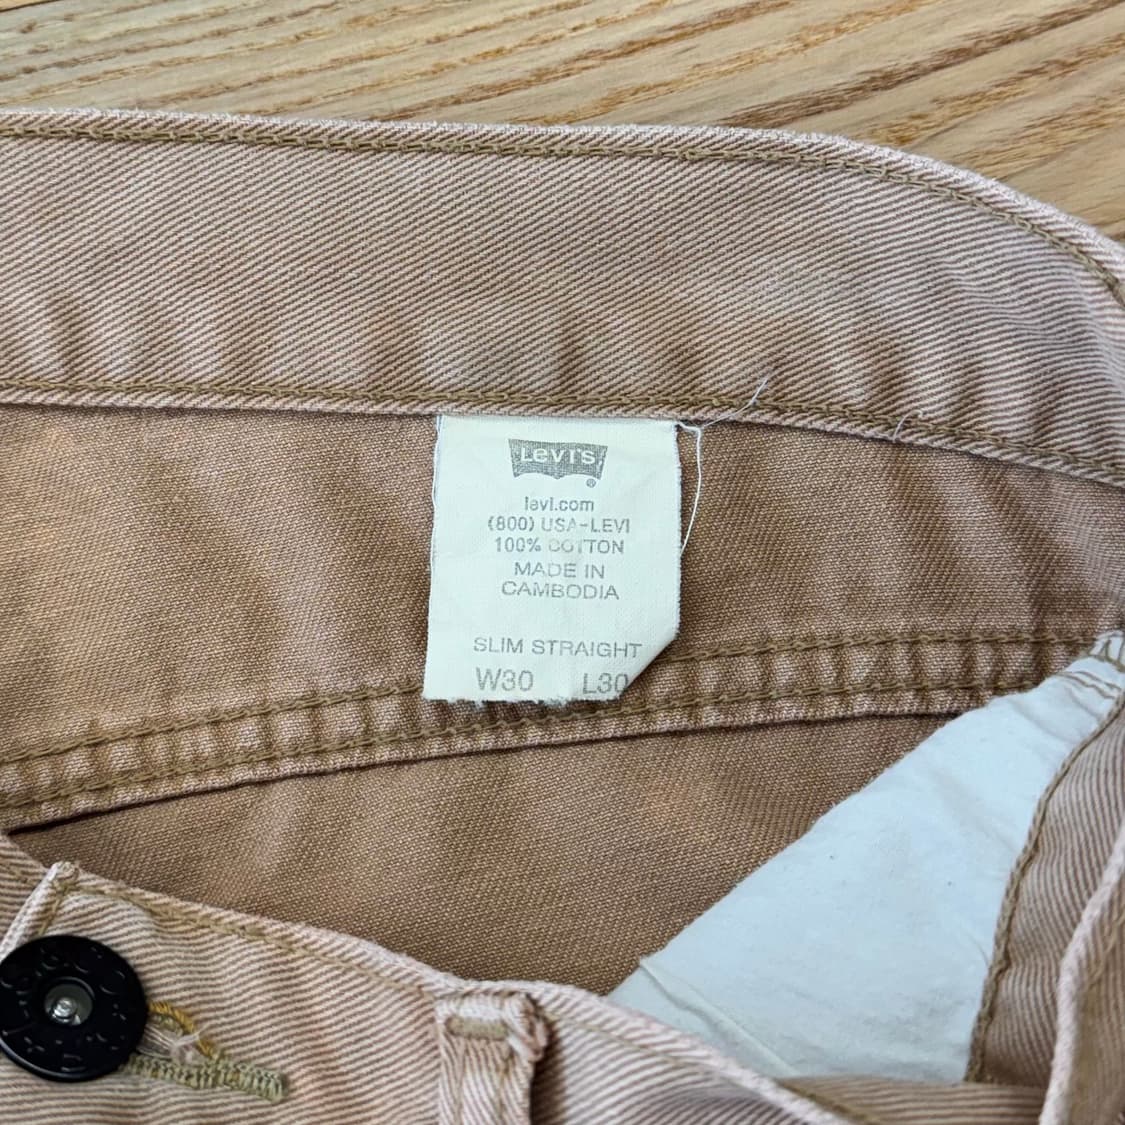 Levi's
®
levi.com
(800) USA-LEVI
100% COTTON
MADE IN
CAMBODIA
SLIM STRAIGHT
W30 L30